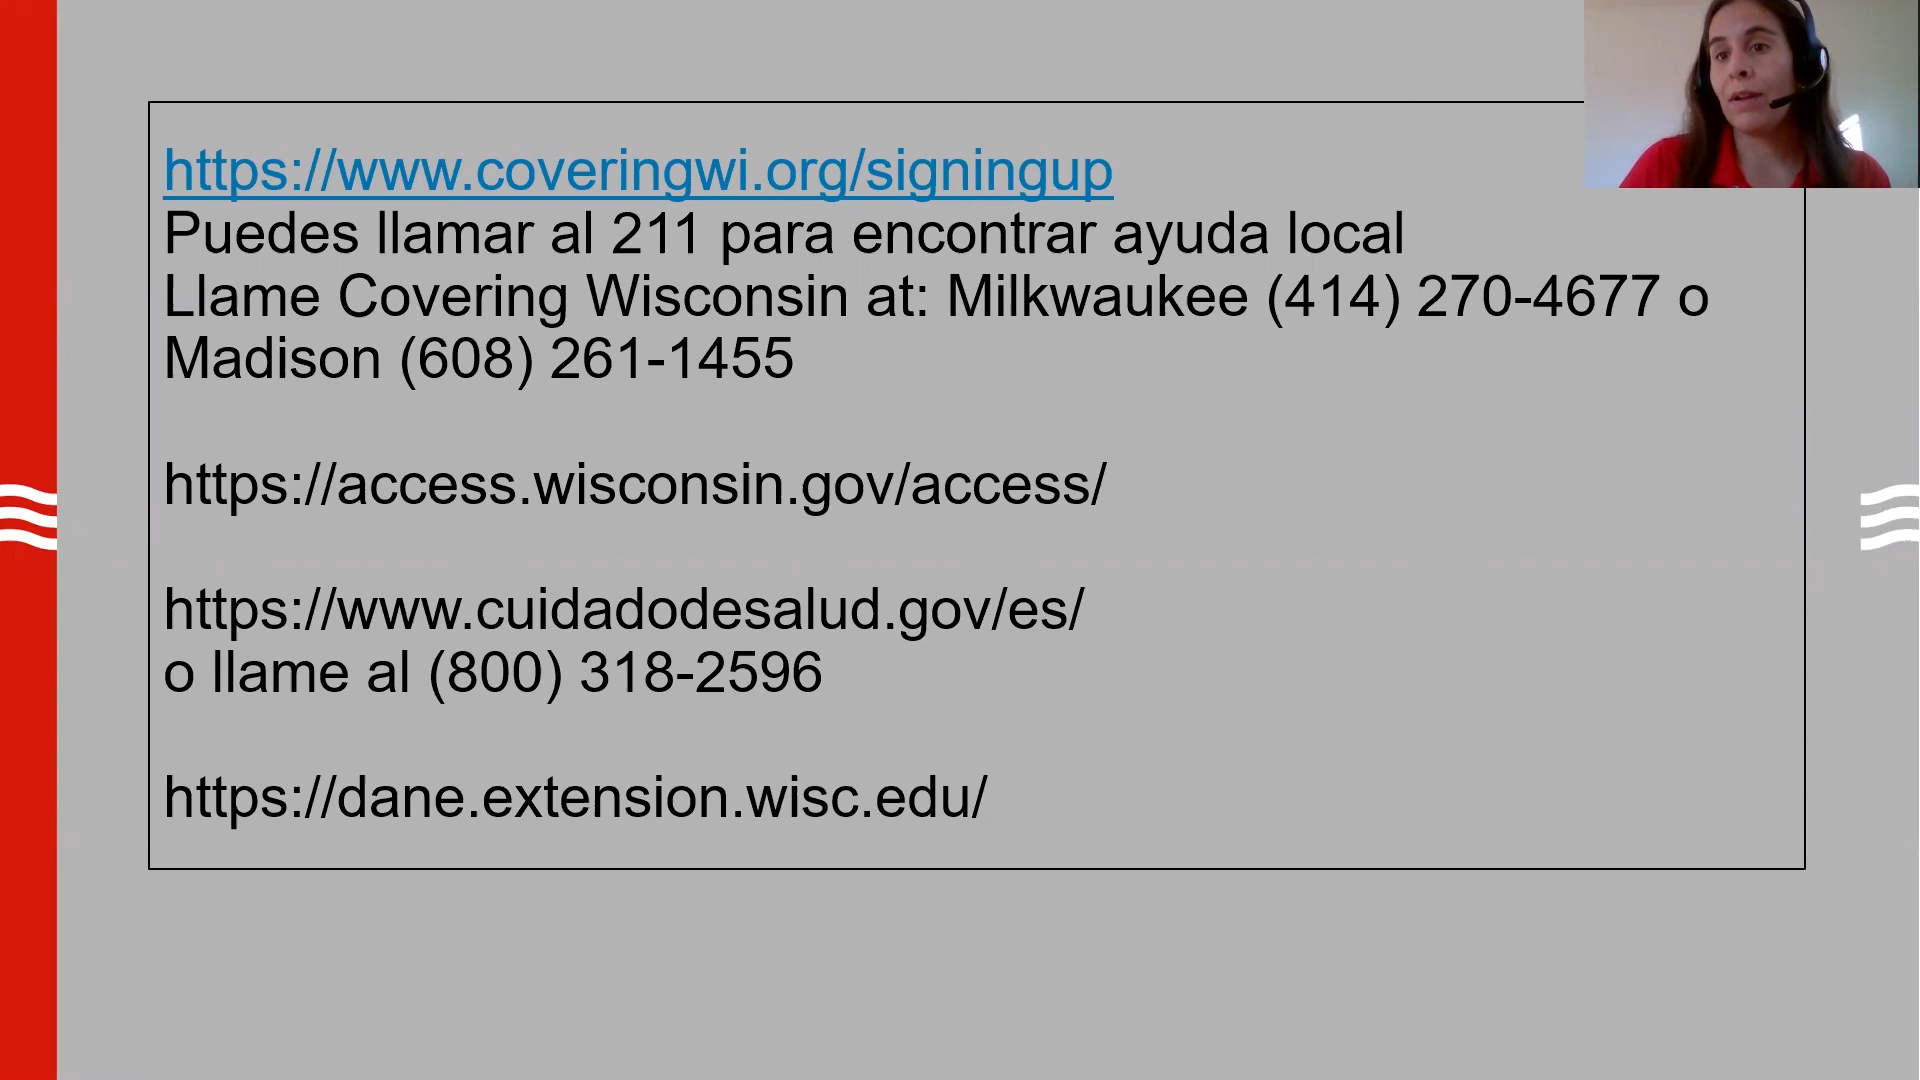 https://www.coveringwi.org/signingup
Puedes llamar al 211 para encontrar ayuda local
Llame Covering Wisconsin at: Milkwaukee (414) 270-4677 o
Madison (608) 261-1455
https://access.wisconsin.gov/access/
https://www.cuidadodesalud.gov/es/
o llame al (800) 318-2596
https://dane.extension.wisc.edu/